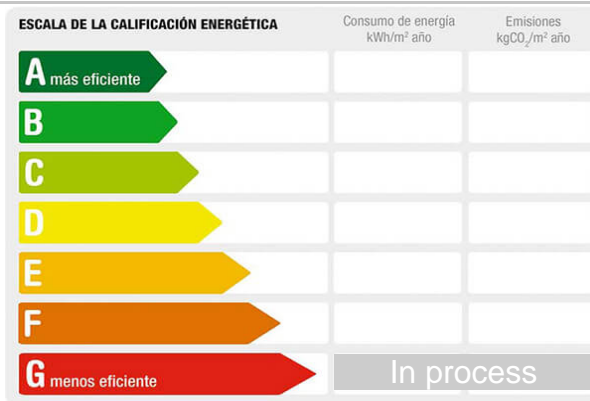 ESCALA DE LA CALIFICACIÓN ENERGÉTICA
Consumo de energía
kWh/m² año
Emisiones
kgCO₂/m² año
A más eficiente
B
C
D
E
F
G menos eficiente
In process